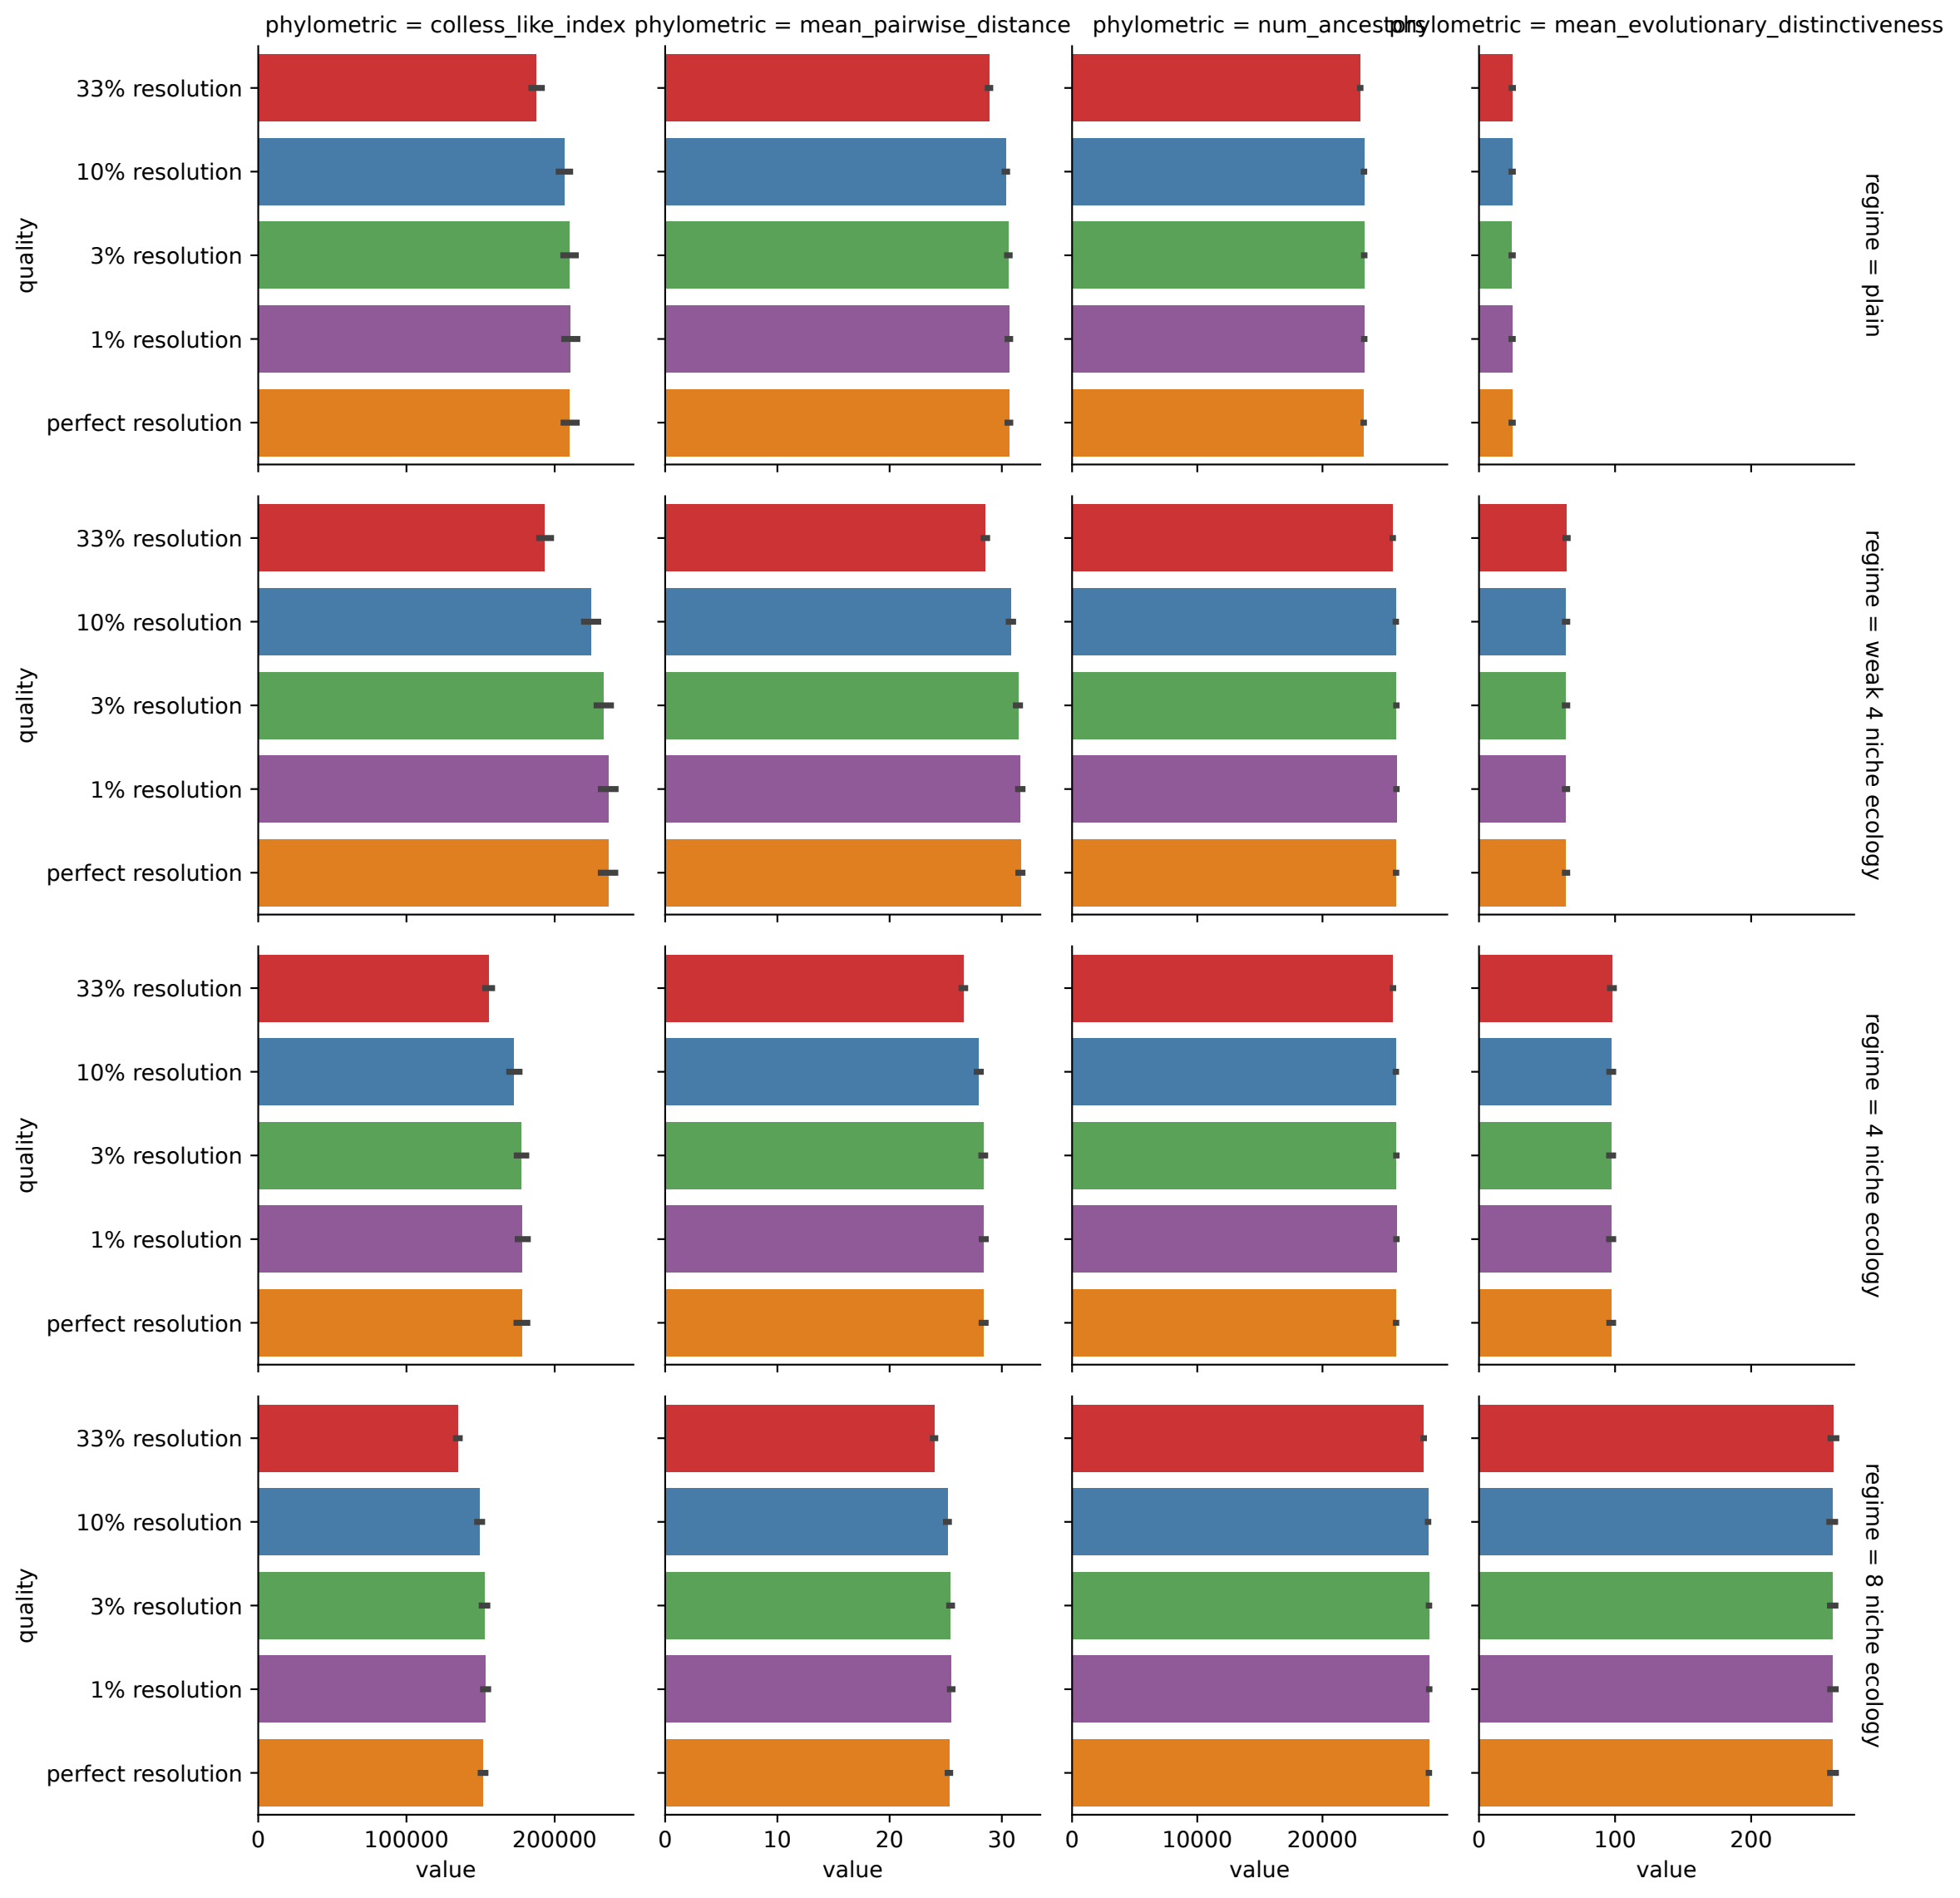 phylometric = colless_like_index
phylometric = mean_pairwise_distance
phylometric = num_ancestors
phylometric = mean_evolutionary_distinctiveness
quality
33% resolution
10% resolution
3% resolution
1% resolution
perfect resolution
regime = plain
quality
33% resolution
10% resolution
3% resolution
1% resolution
perfect resolution
regime = weak 4 niche ecology
quality
33% resolution
10% resolution
3% resolution
1% resolution
perfect resolution
regime = 4 niche ecology
quality
33% resolution
10% resolution
3% resolution
1% resolution
perfect resolution
regime = 8 niche ecology
0 100000 200000
value
0 10 20 30
value
0 10000 20000
value
0 100 200
value